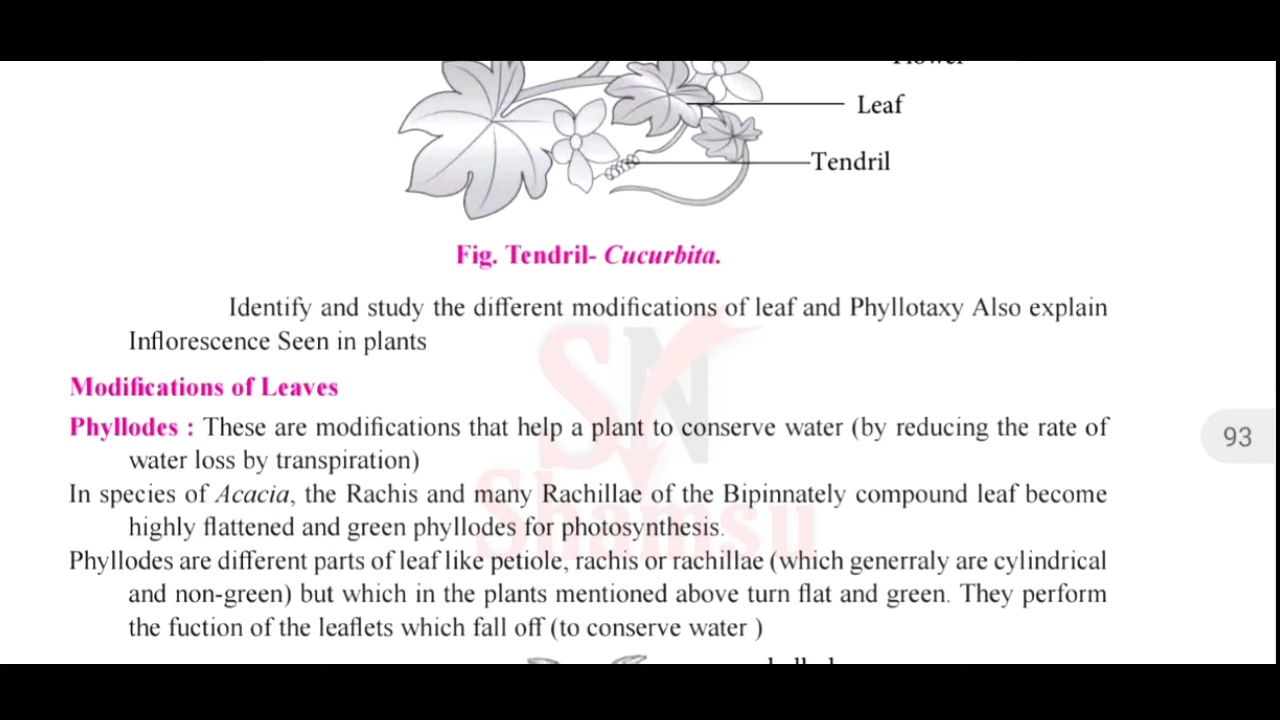 Flower
Leaf
Tendril
Fig. Tendril- Cucurbita.
Identify and study the different modifications of leaf and Phyllotaxy Also explain
Inflorescence Seen in plants
Modifications of Leaves
Phyllodes : These are modifications that help a plant to conserve water (by reducing the rate of
water loss by transpiration)
In species of Acacia, the Rachis and many Rachillae of the Bipinnately compound leaf become
highly flattened and green phyllodes for photosynthesis.
93
Phyllodes are different parts of leaf like petiole, rachis or rachillae (which generraly are cylindrical
and non-green) but which in the plants mentioned above turn flat and green. They perform
the fuction of the leaflets which fall off (to conserve water )
SN
Shamsu